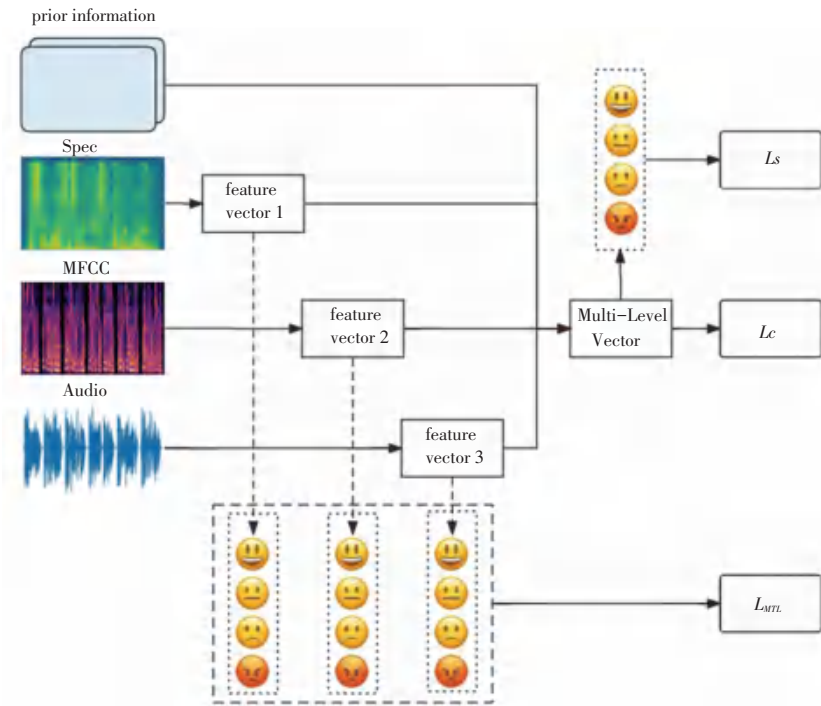 prior information
Spec
feature
vector 1
MFCC
feature
vector 2
Multi-Level
Vector
Audio
feature
vector 3
Ls
Lc
LMTL